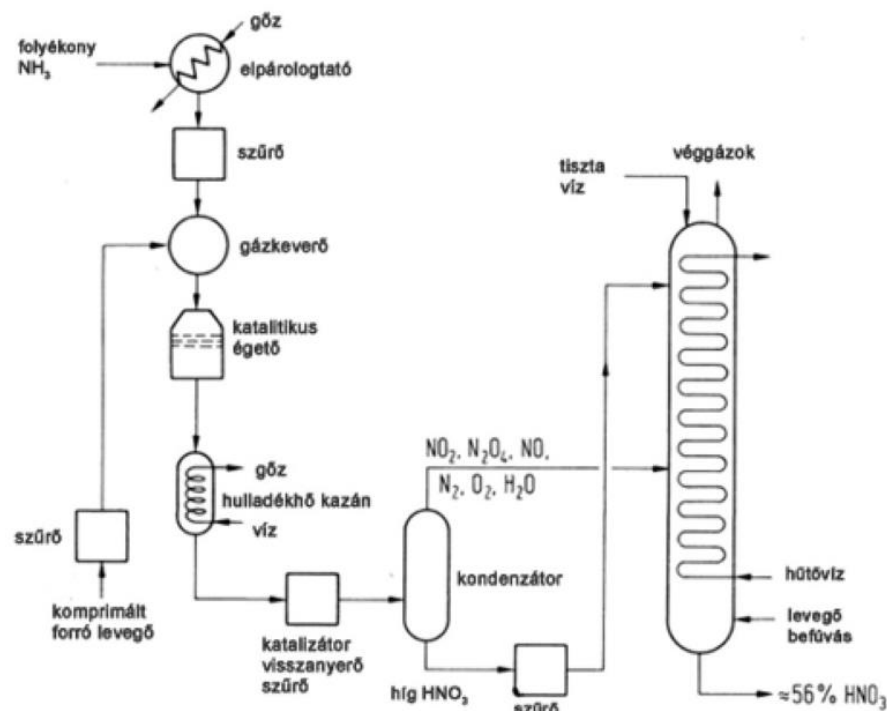 gőz
folyékony
NH₃
elpárologtató
szűrő
gázkeverő
katalitikus
égető
gőz
hulladékhő kazán
víz
szűrő
komprimált
forró levegő
katalizátor
visszanyerő
szűrő
NO₂, N₂O₄, NO,
N₂, O₂, H₂O
kondenzátor
híg HNO₃
szűrő
tiszta
víz
véggázok
hűtővíz
levegő
befúvás
≈56% HNO₃